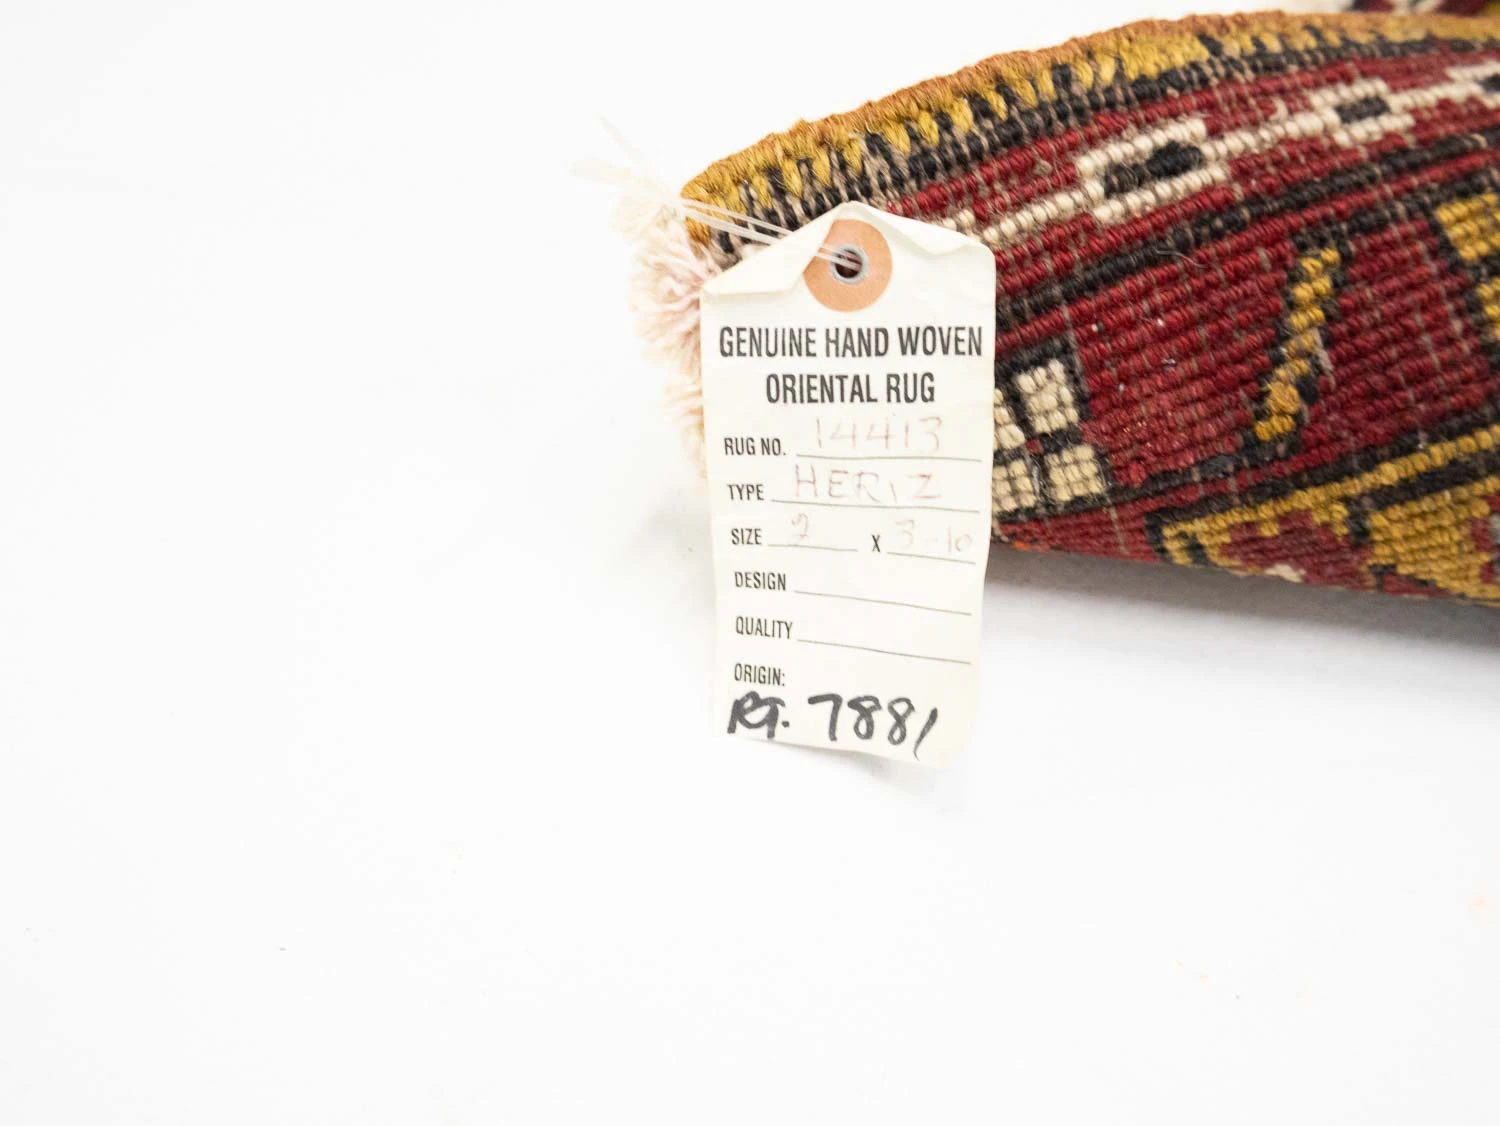 GENUINE HAND WOVEN
ORIENTAL RUG
RUG NO. 14413
TYPE HERIZ
SIZE 2 X 3-10
DESIGN
QUALITY
ORIGIN:
RT. 7881